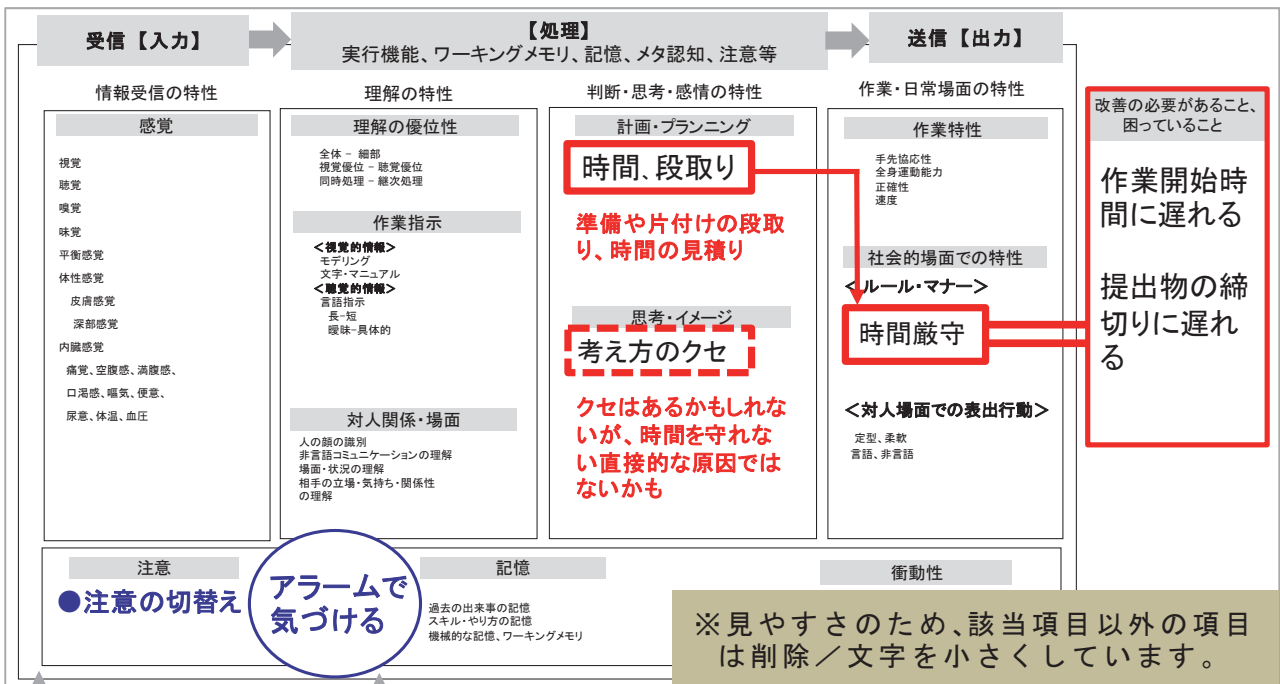 受信【入力】
【処理】
実行機能、ワーキングメモリ、記憶、メタ認知、注意等
送信【出力】
情報受信の特性
理解の特性
判断・思考・感情の特性
作業・日常場面の特性
感覚
視覚
聴覚
嗅覚
味覚
平衡感覚
体性感覚
皮膚感覚
深部感覚
内臓感覚
痛覚、空腹感、満腹感、
口渇感、嘔気、便意、
尿意、体温、血圧
理解の優位性
全体 － 細部
視覚優位 － 聴覚優位
同時処理 － 継次処理
作業指示
＜視覚的情報＞
モデリング
文字・マニュアル
＜聴覚的情報＞
言語指示
長－短
曖昧－具体的
対人関係・場面
人の顔の識別
非言語コミュニケーションの理解
場面・状況の理解
相手の立場・気持ち・関係性
の理解
計画・プランニング
時間、段取り
準備や片付けの段取
り、時間の見積り
思考・イメージ
考え方のクセ
クセはあるかもしれな
いが、時間を守れな
い直接的な原因では
ないかも
作業特性
手先協応性
全身運動能力
正確性
速度
社会的場面での特性
＜ルール・マナー＞
時間厳守
＜対人場面での表出行動＞
定型、柔軟
言語、非言語
改善の必要があること、
困っていること
作業開始時
間に遅れる
提出物の締
切りに遅れ
る
注意
●注意の切替え
アラームで
気づける
記憶
過去の出来事の記憶
スキル・やり方の記憶
機械的な記憶、ワーキングメモリ
衝動性
※見やすさのため、該当項目以外の項目
は削除／文字を小さくしています。